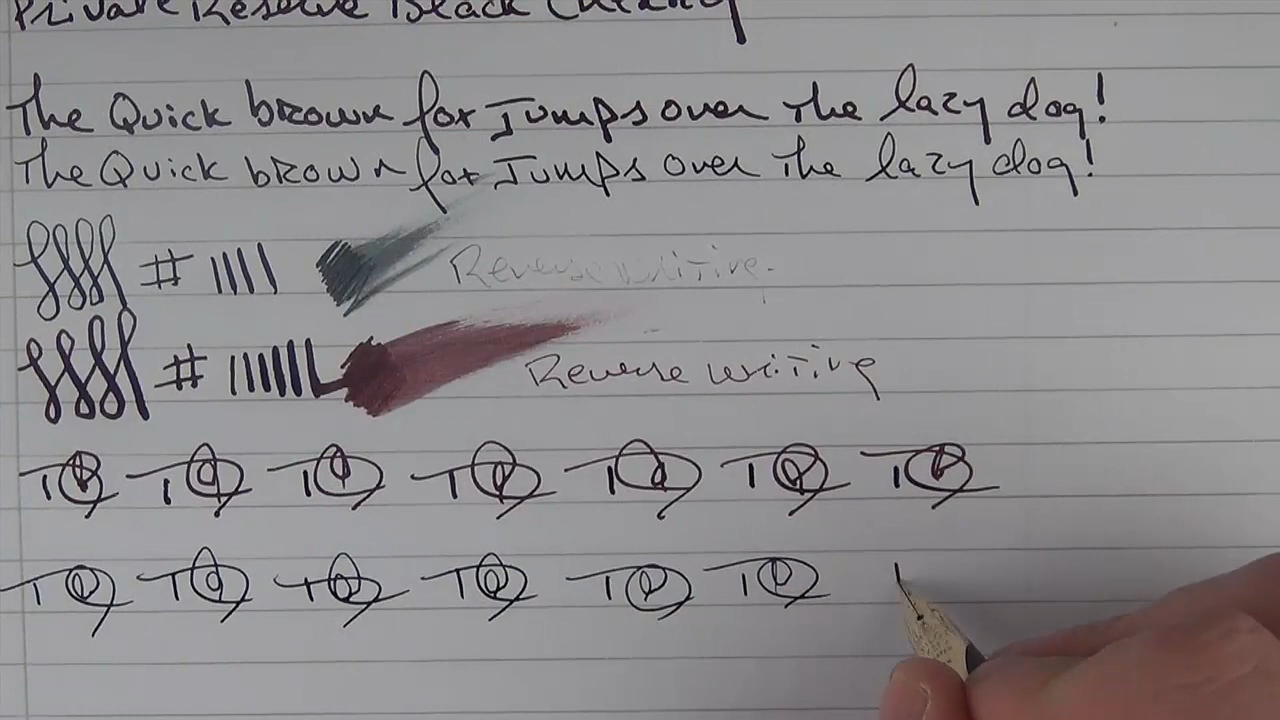 Private Reserve Black Cherry
The Quick brown fox Jumps over the lazy dog!
The Quick brown fox Jumps over the lazy dog!
# Reverse writing.
# Reverse writing